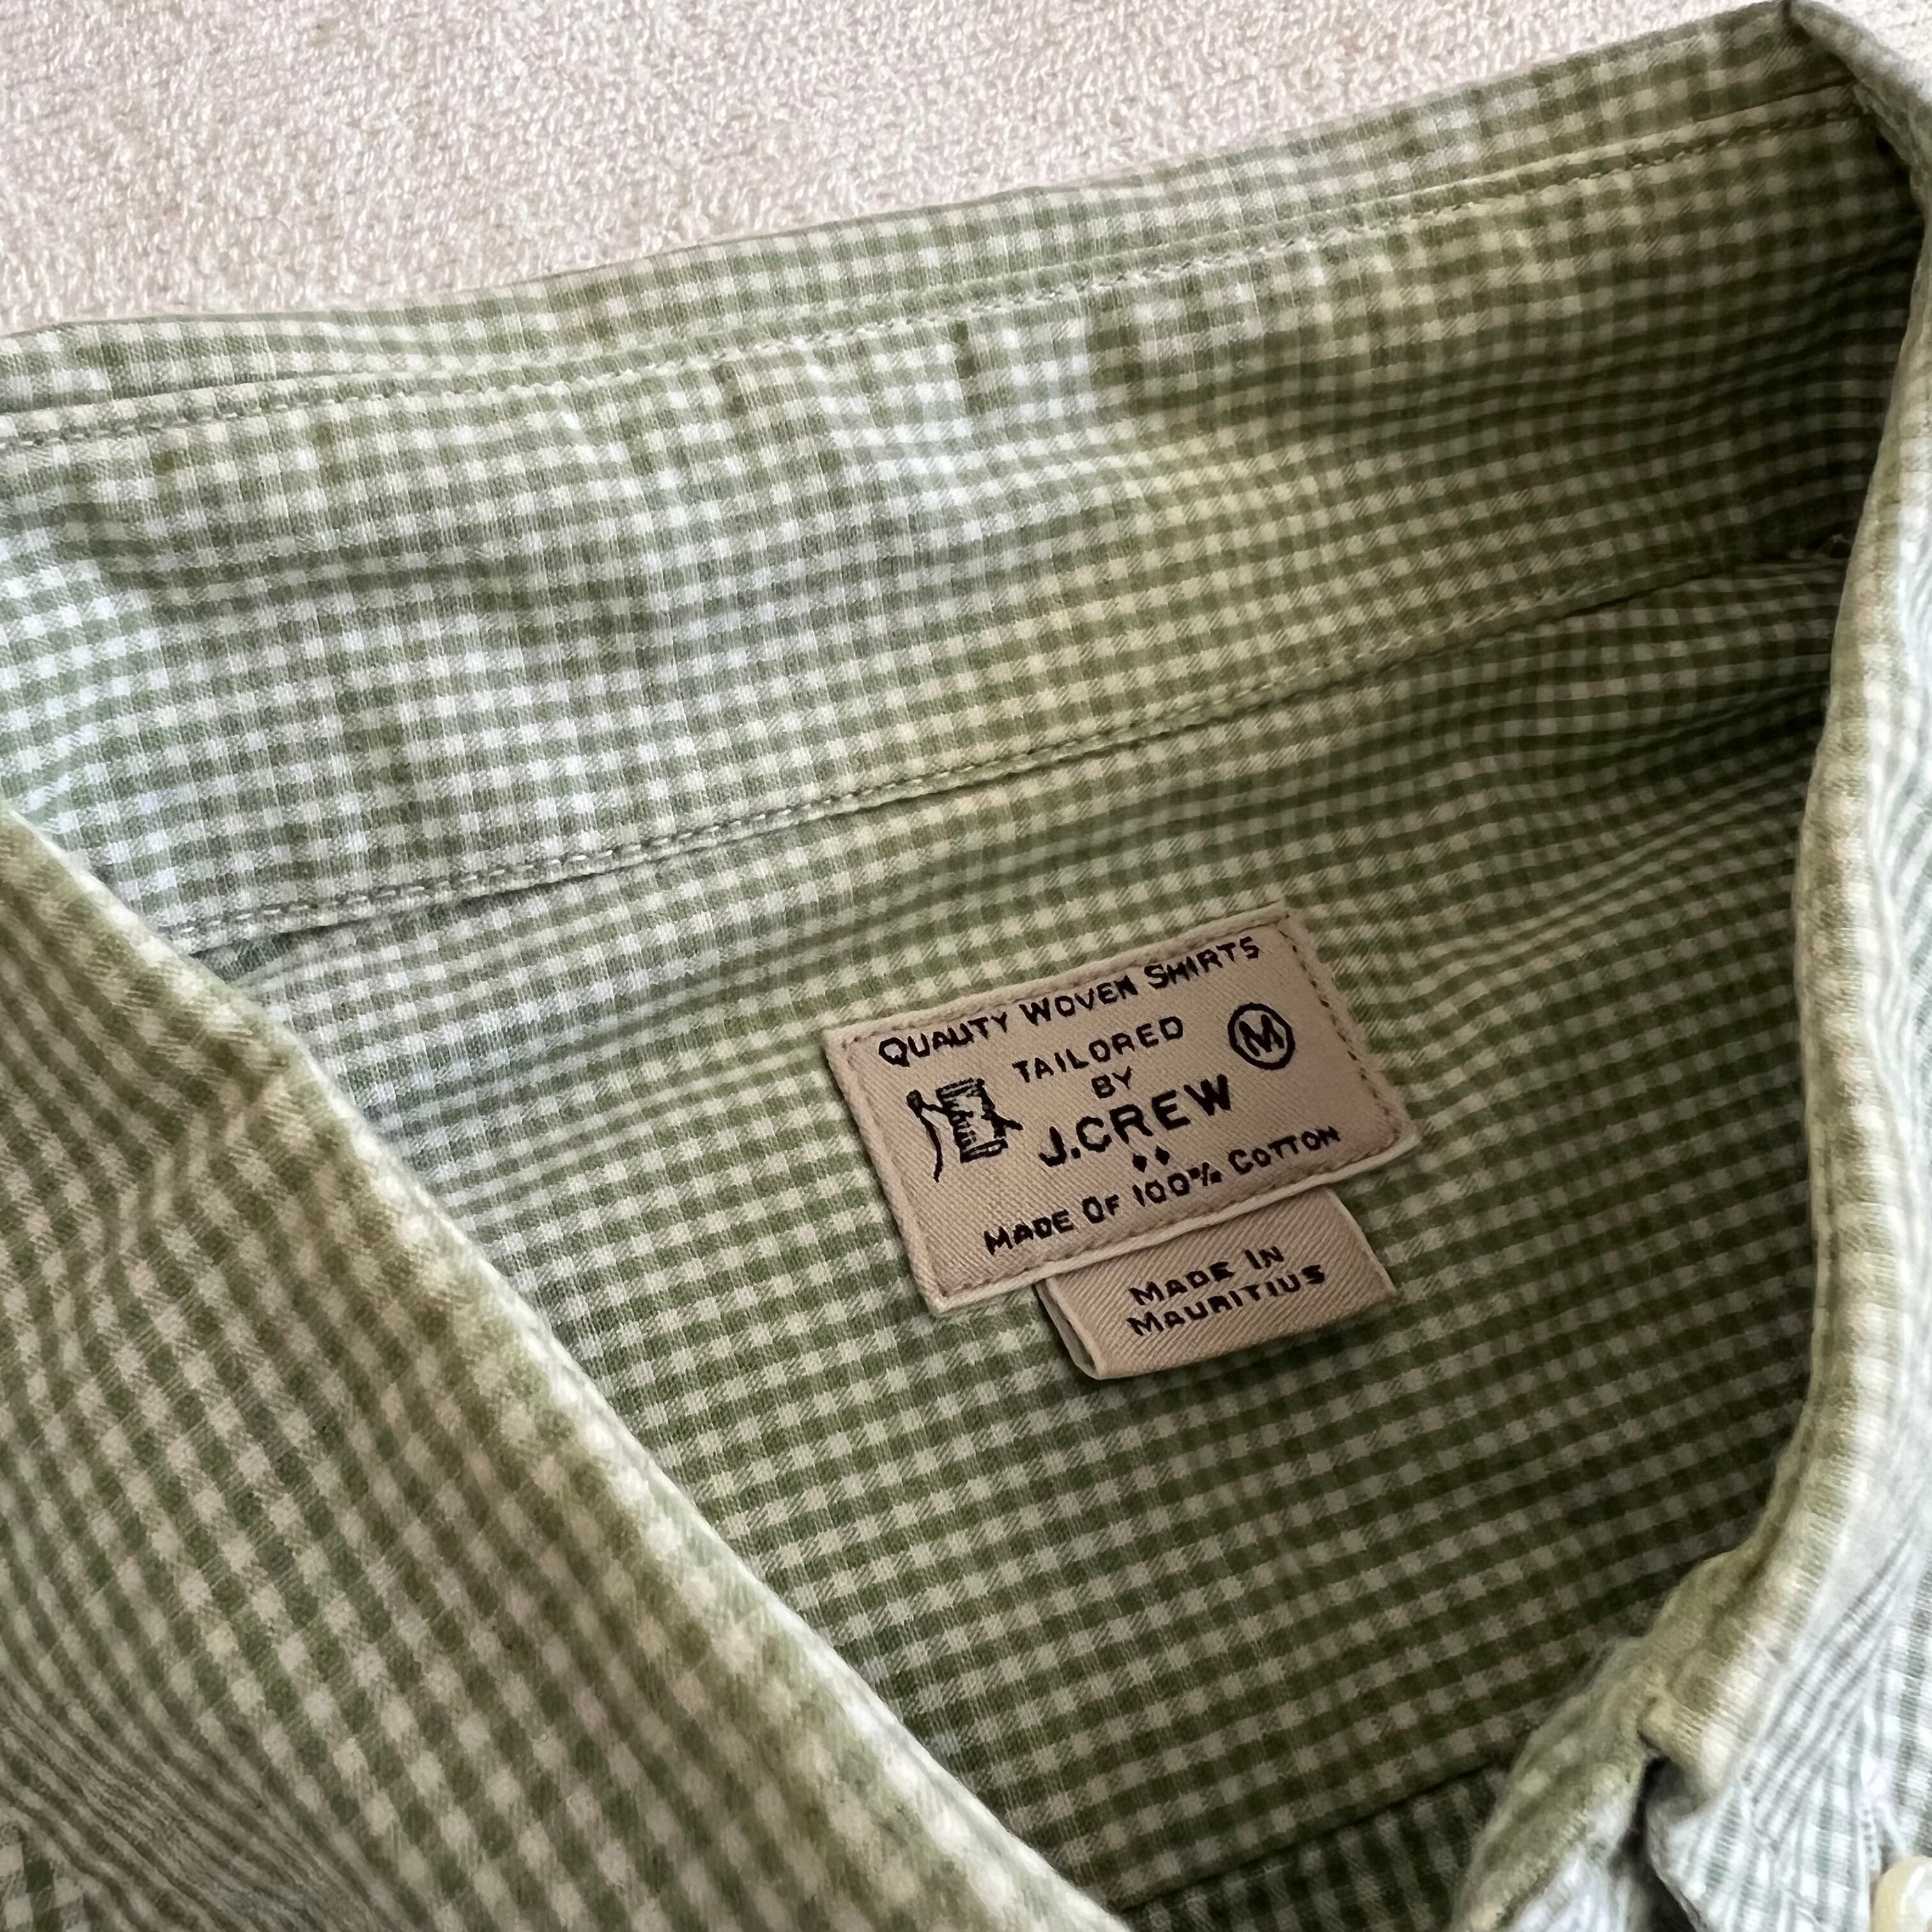 QUALITY WOVEN SHIRTS
TAILORED
BY
J.CREW
M
MADE OF 100% COTTON
MADE IN
MAURITIUS